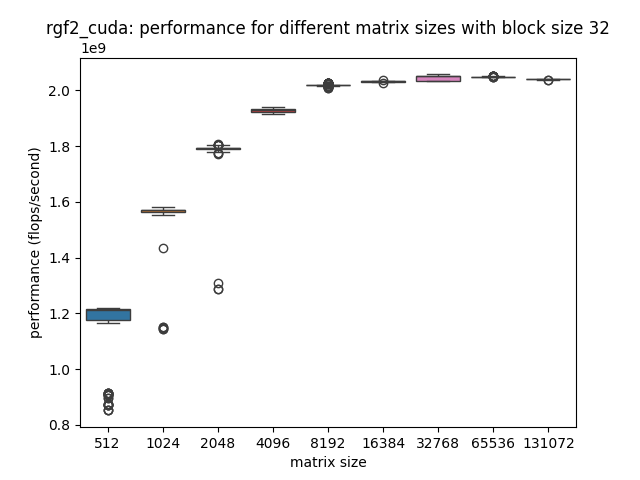 rgf2_cuda: performance for different matrix sizes with block size 32
1e9
2.0
1.8
1.6
1.4
1.2
1.0
0.8
performance (flops/second)
512 1024 2048 4096 8192 16384 32768 65536 131072
matrix size